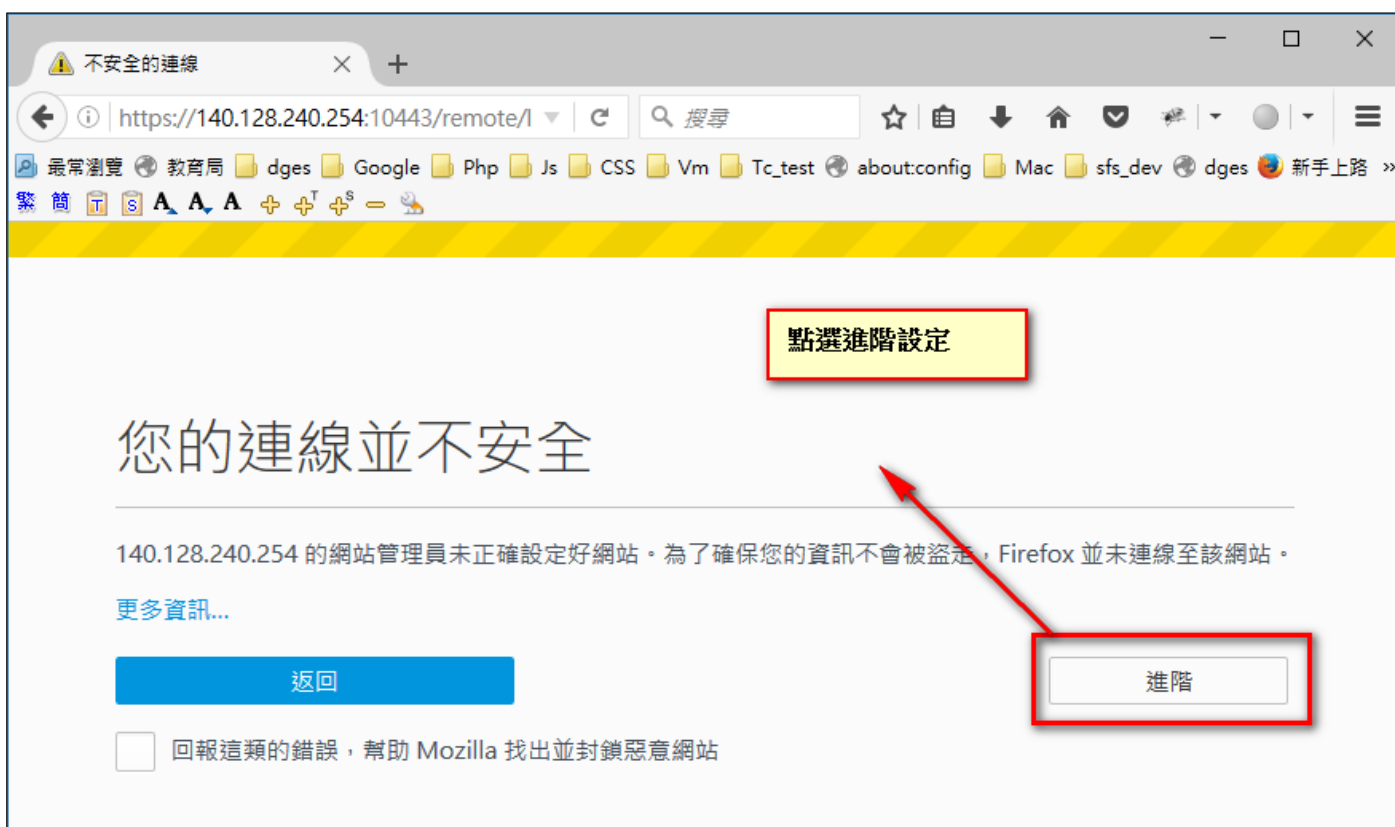 不安全的連線
https://140.128.240.254:10443/remote/l
搜尋
最常瀏覽 教育局 dges Google Php Js CSS Vm Tc_test about:config Mac sfs_dev dges 新手上路 »
繁 簡 T S A A A T S
點選進階設定
您的連線並不安全
140.128.240.254 的網站管理員未正確設定好網站。為了確保您的資訊不會被盜走，Firefox 並未連線至該網站。
更多資訊...
返回 進階
回報這類的錯誤，幫助 Mozilla 找出並封鎖惡意網站